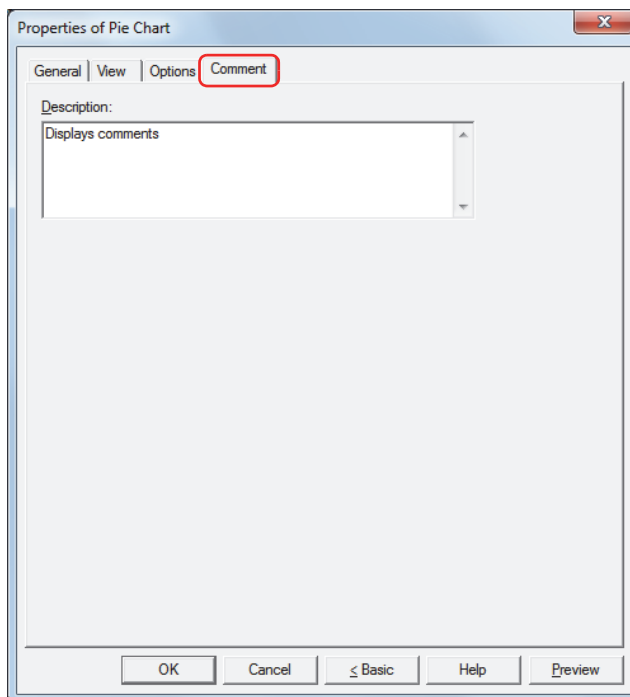 Properties of Pie Chart
General View Options Comment
Description:
Displays comments
OK Cancel < Basic Help Preview